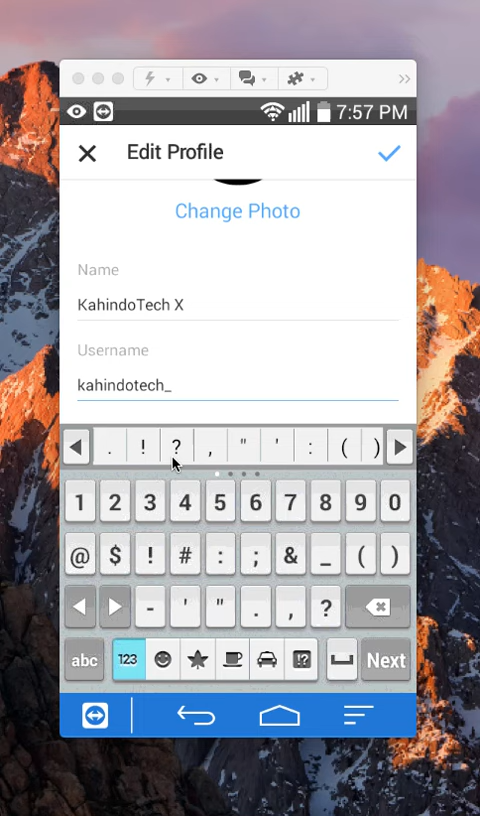 7:57 PM
Edit Profile
Change Photo
Name
KahindoTech X
Username
kahindotech_
. ! ? , " ' : ( )
1 2 3 4 5 6 7 8 9 0
@ $ ! # : ; & _ ( )
- ' " . , ?
abc 123 !? Next